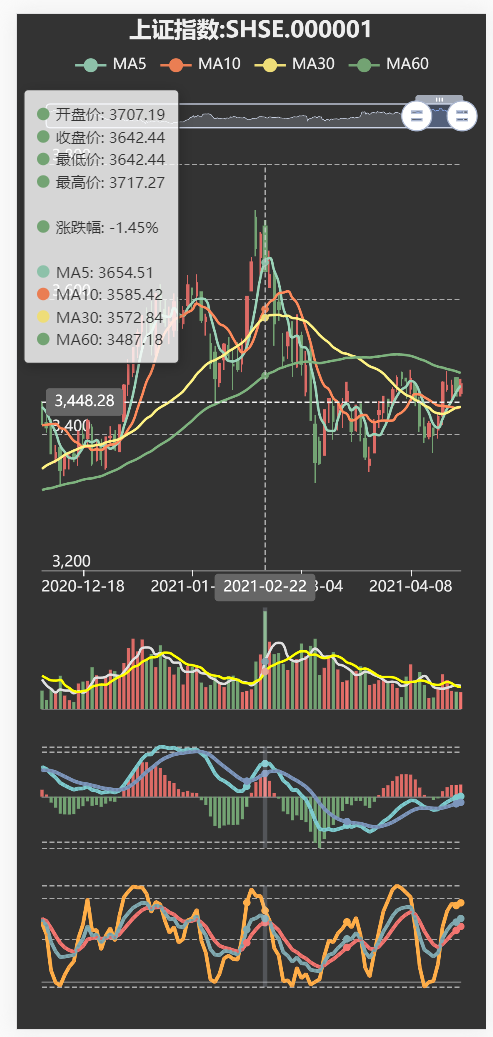 上证指数:SHSE.000001
MA5 MA10 MA30 MA60
开盘价: 3707.19
收盘价: 3642.44
最低价: 3642.44
最高价: 3717.27
涨跌幅: -1.45%
MA5: 3654.51
MA10: 3585.42
MA30: 3572.84
MA60: 3487.18
3,448.28
3,400
3,200
2020-12-18 2021-01- 2021-02-22 3-04 2021-04-08